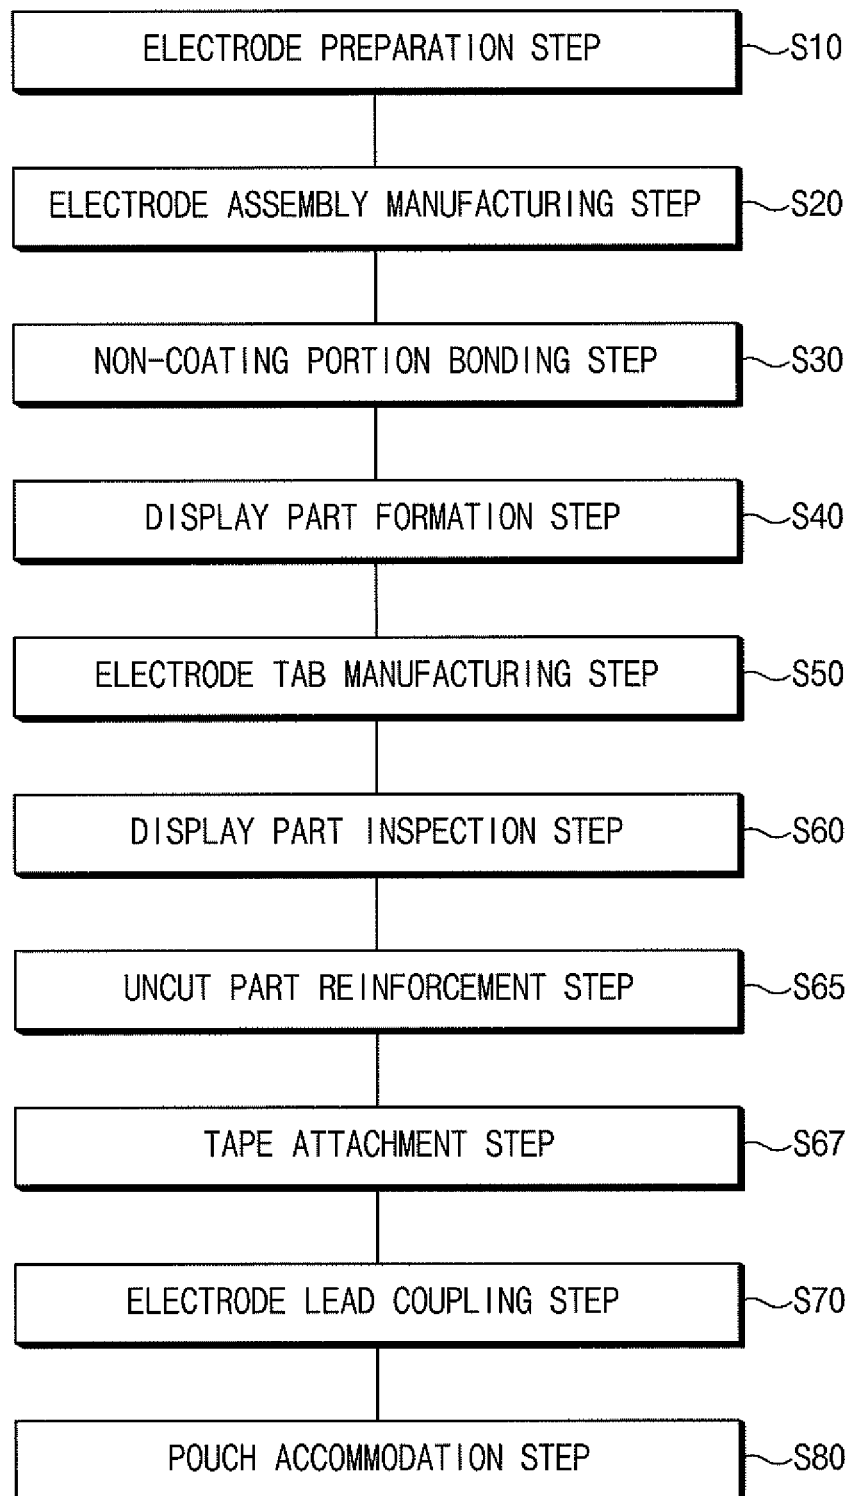 ELECTRODE PREPARATION STEP S10
ELECTRODE ASSEMBLY MANUFACTURING STEP S20
NON-COATING PORTION BONDING STEP S30
DISPLAY PART FORMATION STEP S40
ELECTRODE TAB MANUFACTURING STEP S50
DISPLAY PART INSPECTION STEP S60
UNCUT PART REINFORCEMENT STEP S65
TAPE ATTACHMENT STEP S67
ELECTRODE LEAD COUPLING STEP S70
POUCH ACCOMMODATION STEP S80